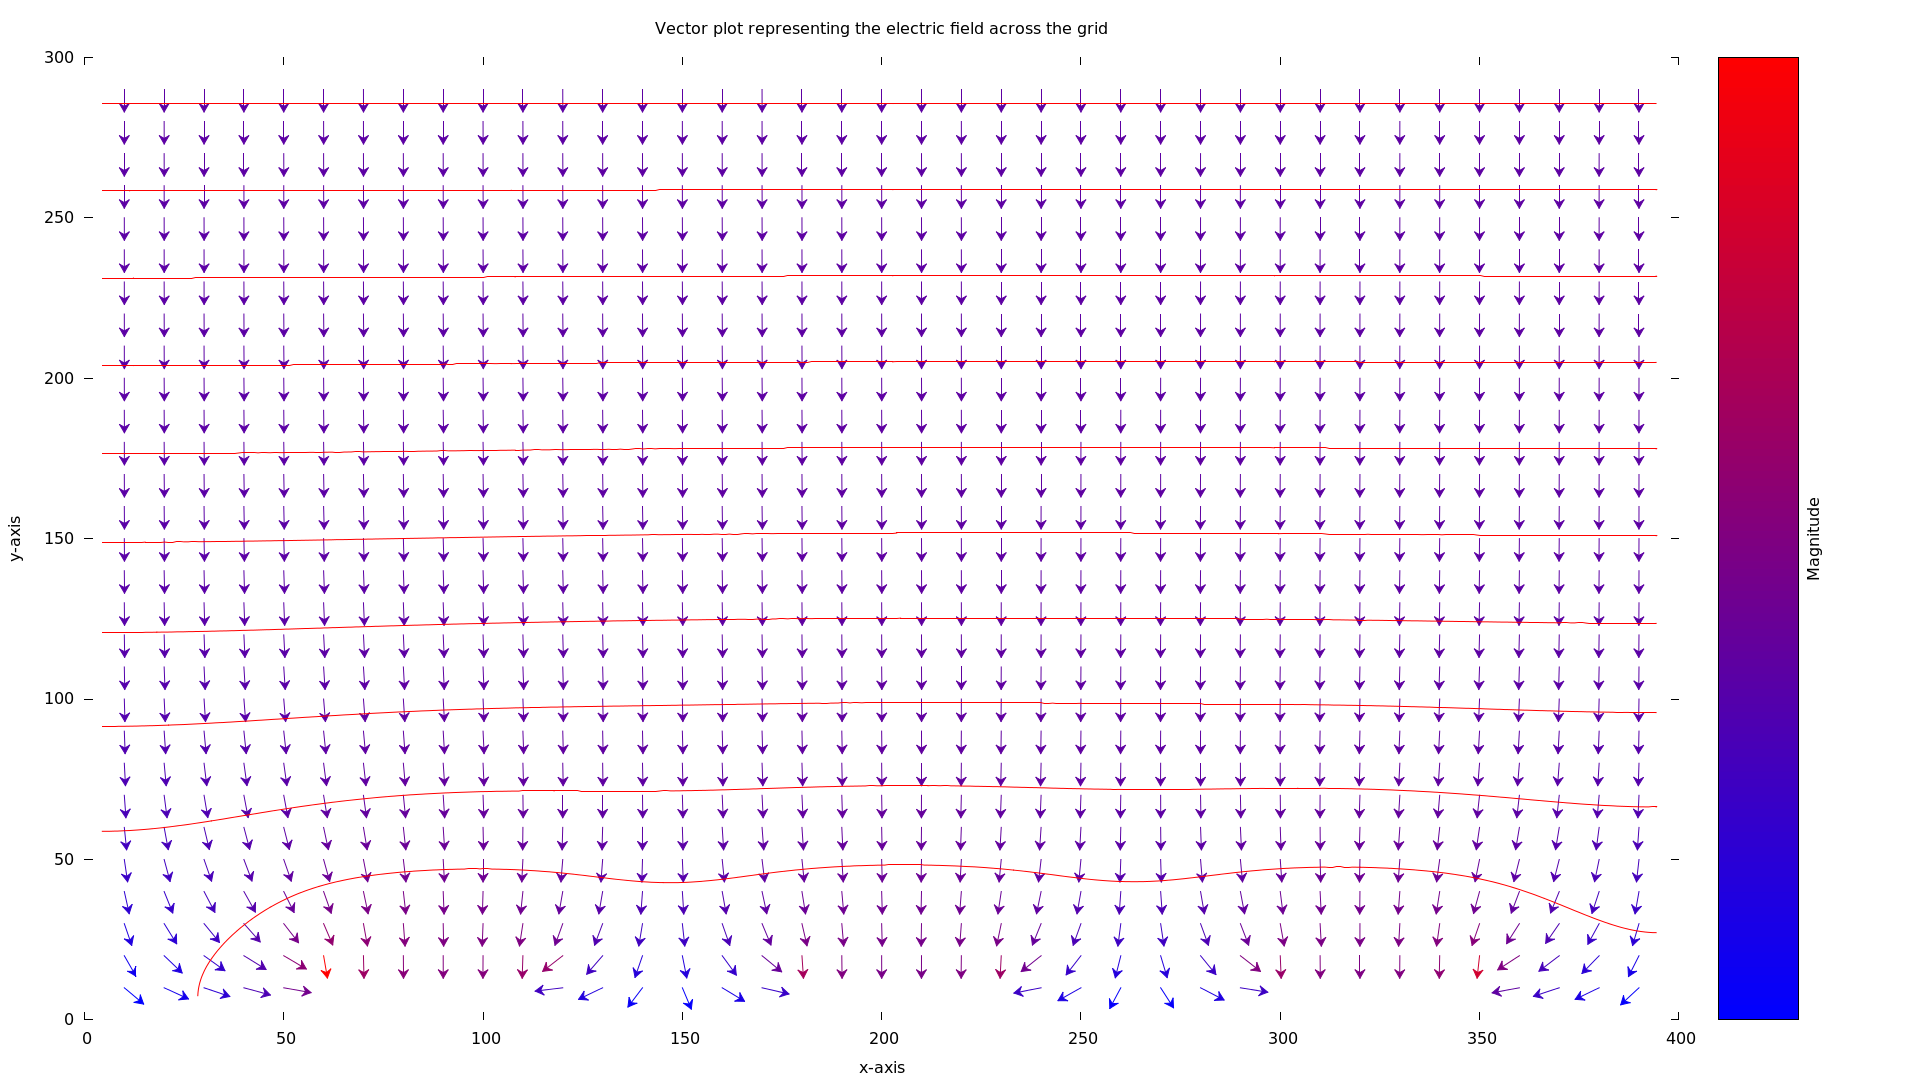 Vector plot representing the electric field across the grid
300
250
200
150
100
50
0
y-axis
0 50 100 150 200 250 300 350 400
x-axis
Magnitude